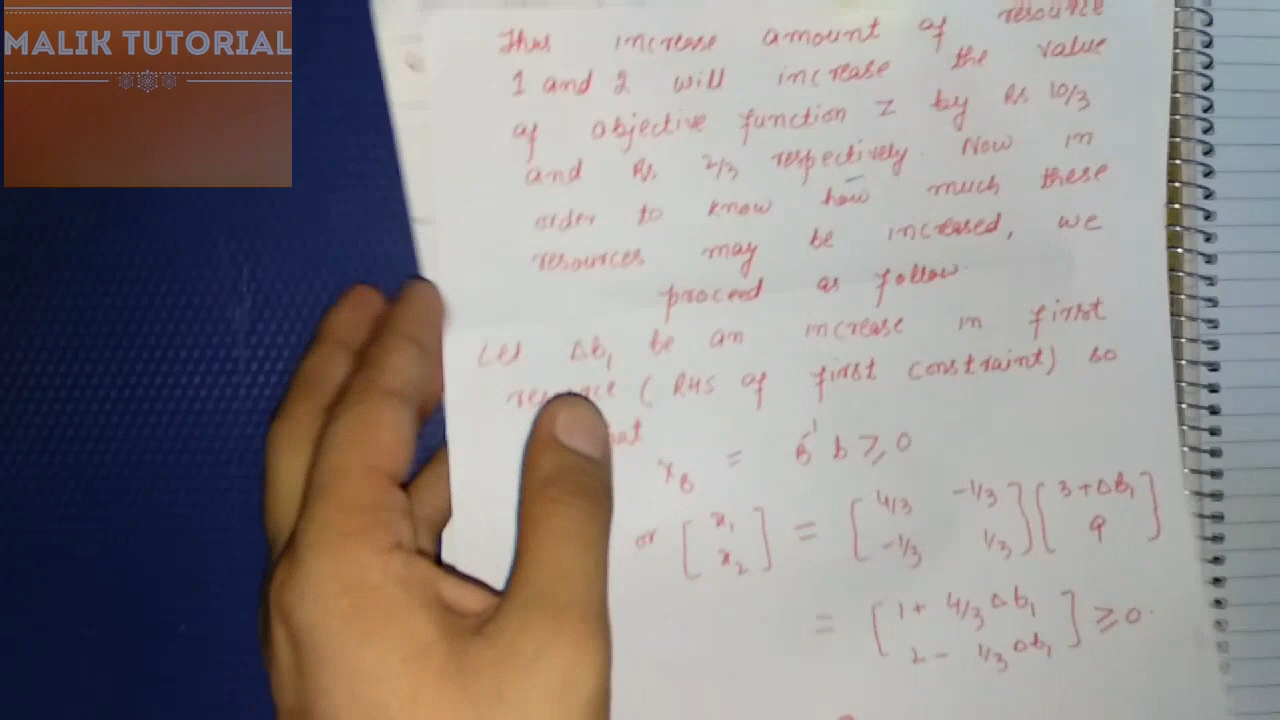 MALIK TUTORIAL
Thus increase amount of resource
1 and 2 will increase the value
of objective function Z by Rs 10/3
and Rs. 2/3 respectively. Now in
order to know how much these
resources may be increased, we
proceed as follow.
Let Δb₁ be an increase in first
(RHS of first constraint) so
x_B = B⁻¹ b ≥ 0
or [x₁ x₂] = [4/3 -1/3 -1/3 1/3] [3+Δb₁ 9]
= [1+ 4/3 Δb₁ 2- 1/3 Δb₁] ≥ 0.